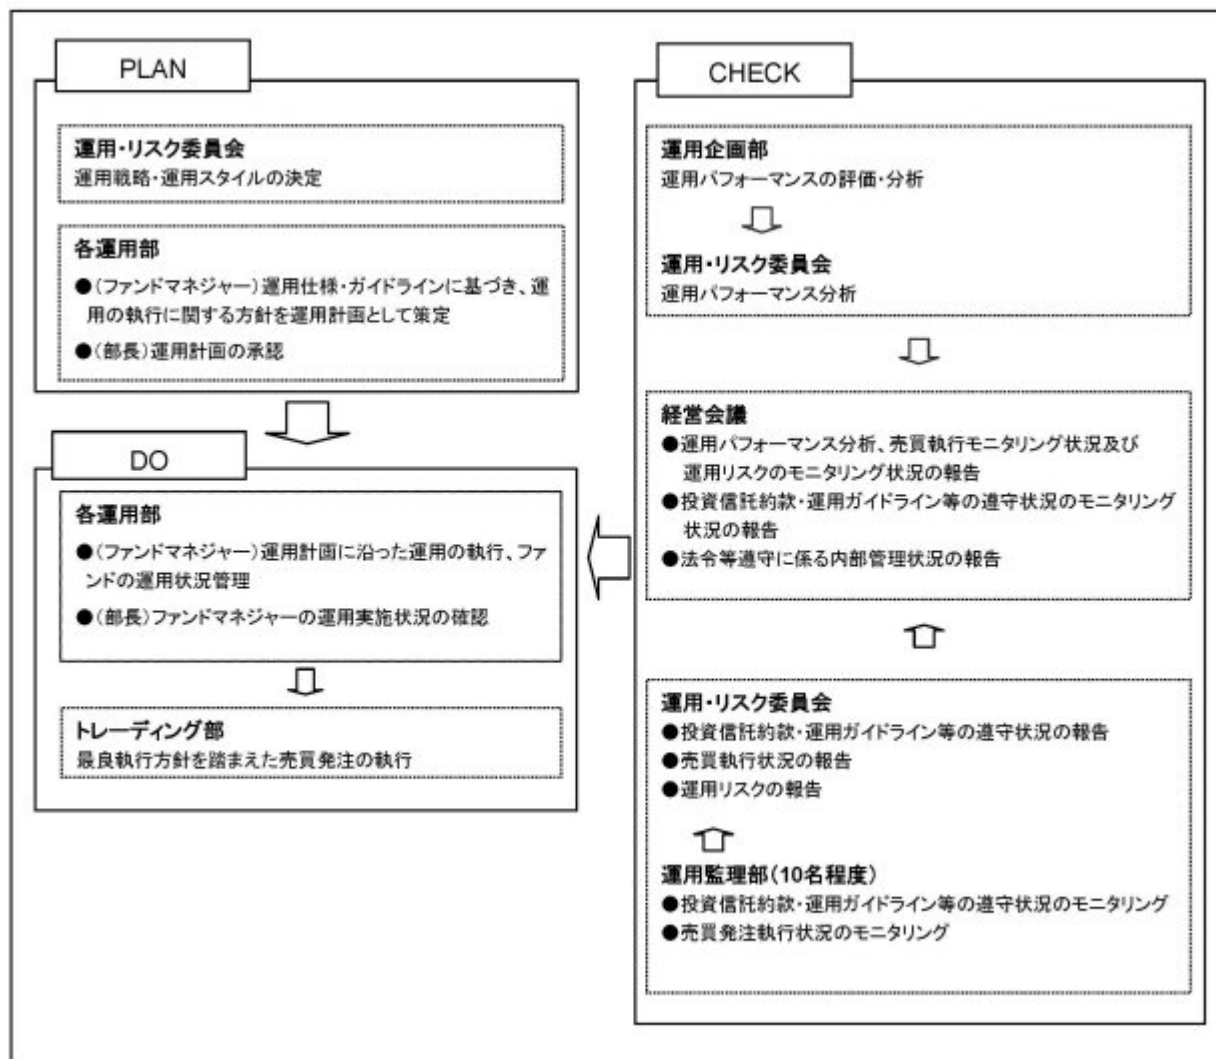 PLAN
運用・リスク委員会
運用戦略・運用スタイルの決定
各運用部
●(ファンドマネジャー)運用仕様・ガイドラインに基づき、運
用の執行に関する方針を運用計画として策定
●(部長)運用計画の承認
DO
各運用部
●(ファンドマネジャー)運用計画に沿った運用の執行、ファ
ンドの運用状況管理
●(部長)ファンドマネジャーの運用実施状況の確認
トレーディング部
最良執行方針を踏まえた売買発注の執行
CHECK
運用企画部
運用パフォーマンスの評価・分析
運用・リスク委員会
運用パフォーマンス分析
経営会議
●運用パフォーマンス分析、売買執行モニタリング状況及び
運用リスクのモニタリング状況の報告
●投資信託約款・運用ガイドライン等の遵守状況のモニタリング
状況の報告
●法令等遵守に係る内部管理状況の報告
運用・リスク委員会
●投資信託約款・運用ガイドライン等の遵守状況の報告
●売買執行状況の報告
●運用リスクの報告
運用監理部(10名程度)
●投資信託約款・運用ガイドライン等の遵守状況のモニタリング
●売買発注執行状況のモニタリング